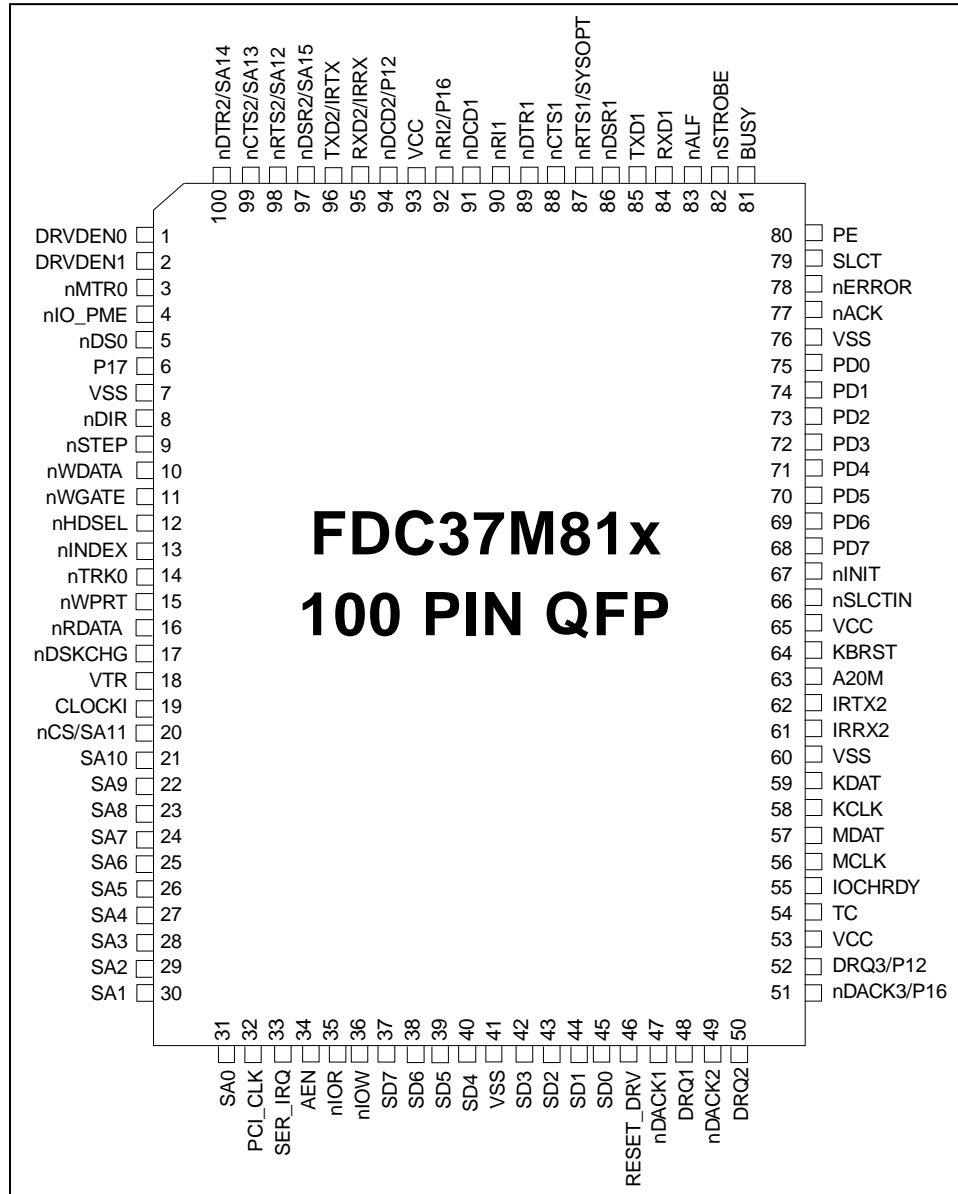 nDTR2/SA14
nCTS2/SA13
nRTS2/SA12
nDSR2/SA15
TXD2/IRTX
RXD2/IRRX
nDCD2/P12
VCC
nRI2/P16
nDCD1
nRI1
nDTR1
nCTS1
nRTS1/SYSOPT
nDSR1
TXD1
RXD1
nALF
nSTROBE
BUSY
100
99
98
97
96
95
94
93
92
91
90
89
88
87
86
85
84
83
82
81
DRVDEN0 1
DRVDEN1 2
nMTR0 3
nIO_PME 4
nDS0 5
P17 6
VSS 7
nDIR 8
nSTEP 9
nWDATA 10
nWGATE 11
nHDSEL 12
nINDEX 13
nTRK0 14
nWPRT 15
nRDATA 16
nDSKCHG 17
VTR 18
CLOCKI 19
nCS/SA11 20
SA10 21
SA9 22
SA8 23
SA7 24
SA6 25
SA5 26
SA4 27
SA3 28
SA2 29
SA1 30
FDC37M81x
100 PIN QFP
80 PE
79 SLCT
78 nERROR
77 nACK
76 VSS
75 PD0
74 PD1
73 PD2
72 PD3
71 PD4
70 PD5
69 PD6
68 PD7
67 nINIT
66 nSLCTIN
65 VCC
64 KBRST
63 A20M
62 IRTX2
61 IRRX2
60 VSS
59 KDAT
58 KCLK
57 MDAT
56 MCLK
55 IOCHRDY
54 TC
53 VCC
52 DRQ3/P12
51 nDACK3/P16
31
32
33
34
35
36
37
38
39
40
41
42
43
44
45
46
47
48
49
50
SA0
PCI_CLK
SER_IRQ
AEN
nIOR
nIOW
SD7
SD6
SD5
SD4
VSS
SD3
SD2
SD1
SD0
RESET_DRV
nDACK1
DRQ1
nDACK2
DRQ2